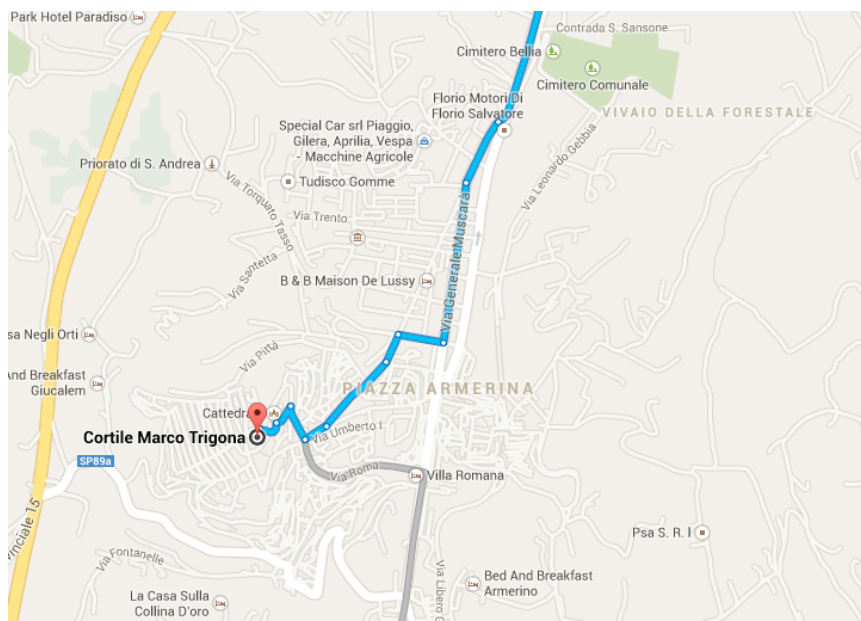 Park Hotel Paradiso
Contrada S. Sansone
Cimitero Bellia
Cimitero Comunale
Florio Motori Di
Florio Salvatore
VIVAIO DELLA FORESTALE
Special Car srl Piaggio,
Gilera, Aprilia, Vespa
- Macchine Agricole
Priorato di S. Andrea
Tudisco Gomme
Via Leonardo Gebbia
Via Torquato Tasso
Via Trento
Via Generale Muscarà
Via Santetta
B & B Maison De Lussy
sa Negli Orti
Via Pittà
And Breakfast
Giucalem
PIAZZA ARMERINA
Cattedra
Via Umberto I
Cortile Marco Trigona
SP89a
Via Roma
Villa Romana
vinciale 15
Psa S. R. l
Via Fontanelle
Via Libero G
Bed And Breakfast
Armerino
La Casa Sulla
Collina D'oro